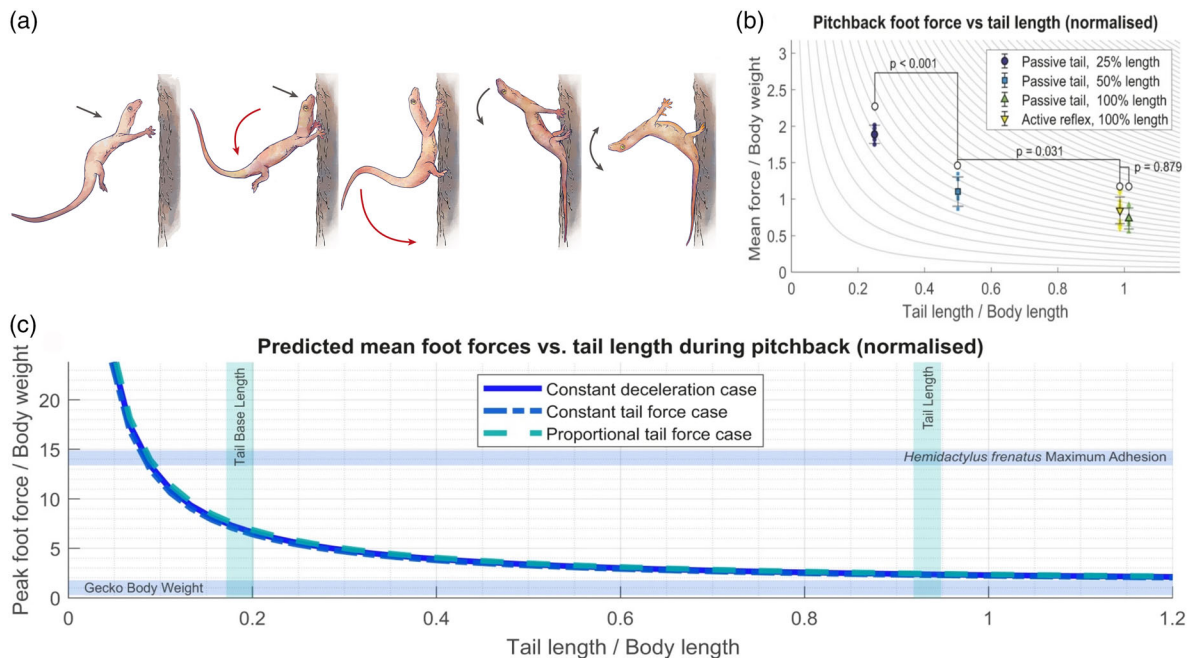 (a)
(b)
Pitchback foot force vs tail length (normalised)
Mean force / Body weight
3
2.5
2
1.5
1
0.5
0
0
0.2
0.4
0.6
0.8
1
Tail length / Body length
p < 0.001
p = 0.031
p = 0.879
Passive tail, 25% length
Passive tail, 50% length
Passive tail, 100% length
Active reflex, 100% length
(c)
Predicted mean foot forces vs. tail length during pitchback (normalised)
Peak foot force / Body weight
20
15
10
5
0
Tail Base Length
Constant deceleration case
Constant tail force case
Proportional tail force case
Tail Length
Hemidactylus frenatus Maximum Adhesion
Gecko Body Weight
0
0.2
0.4
0.6
0.8
1
1.2
Tail length / Body length